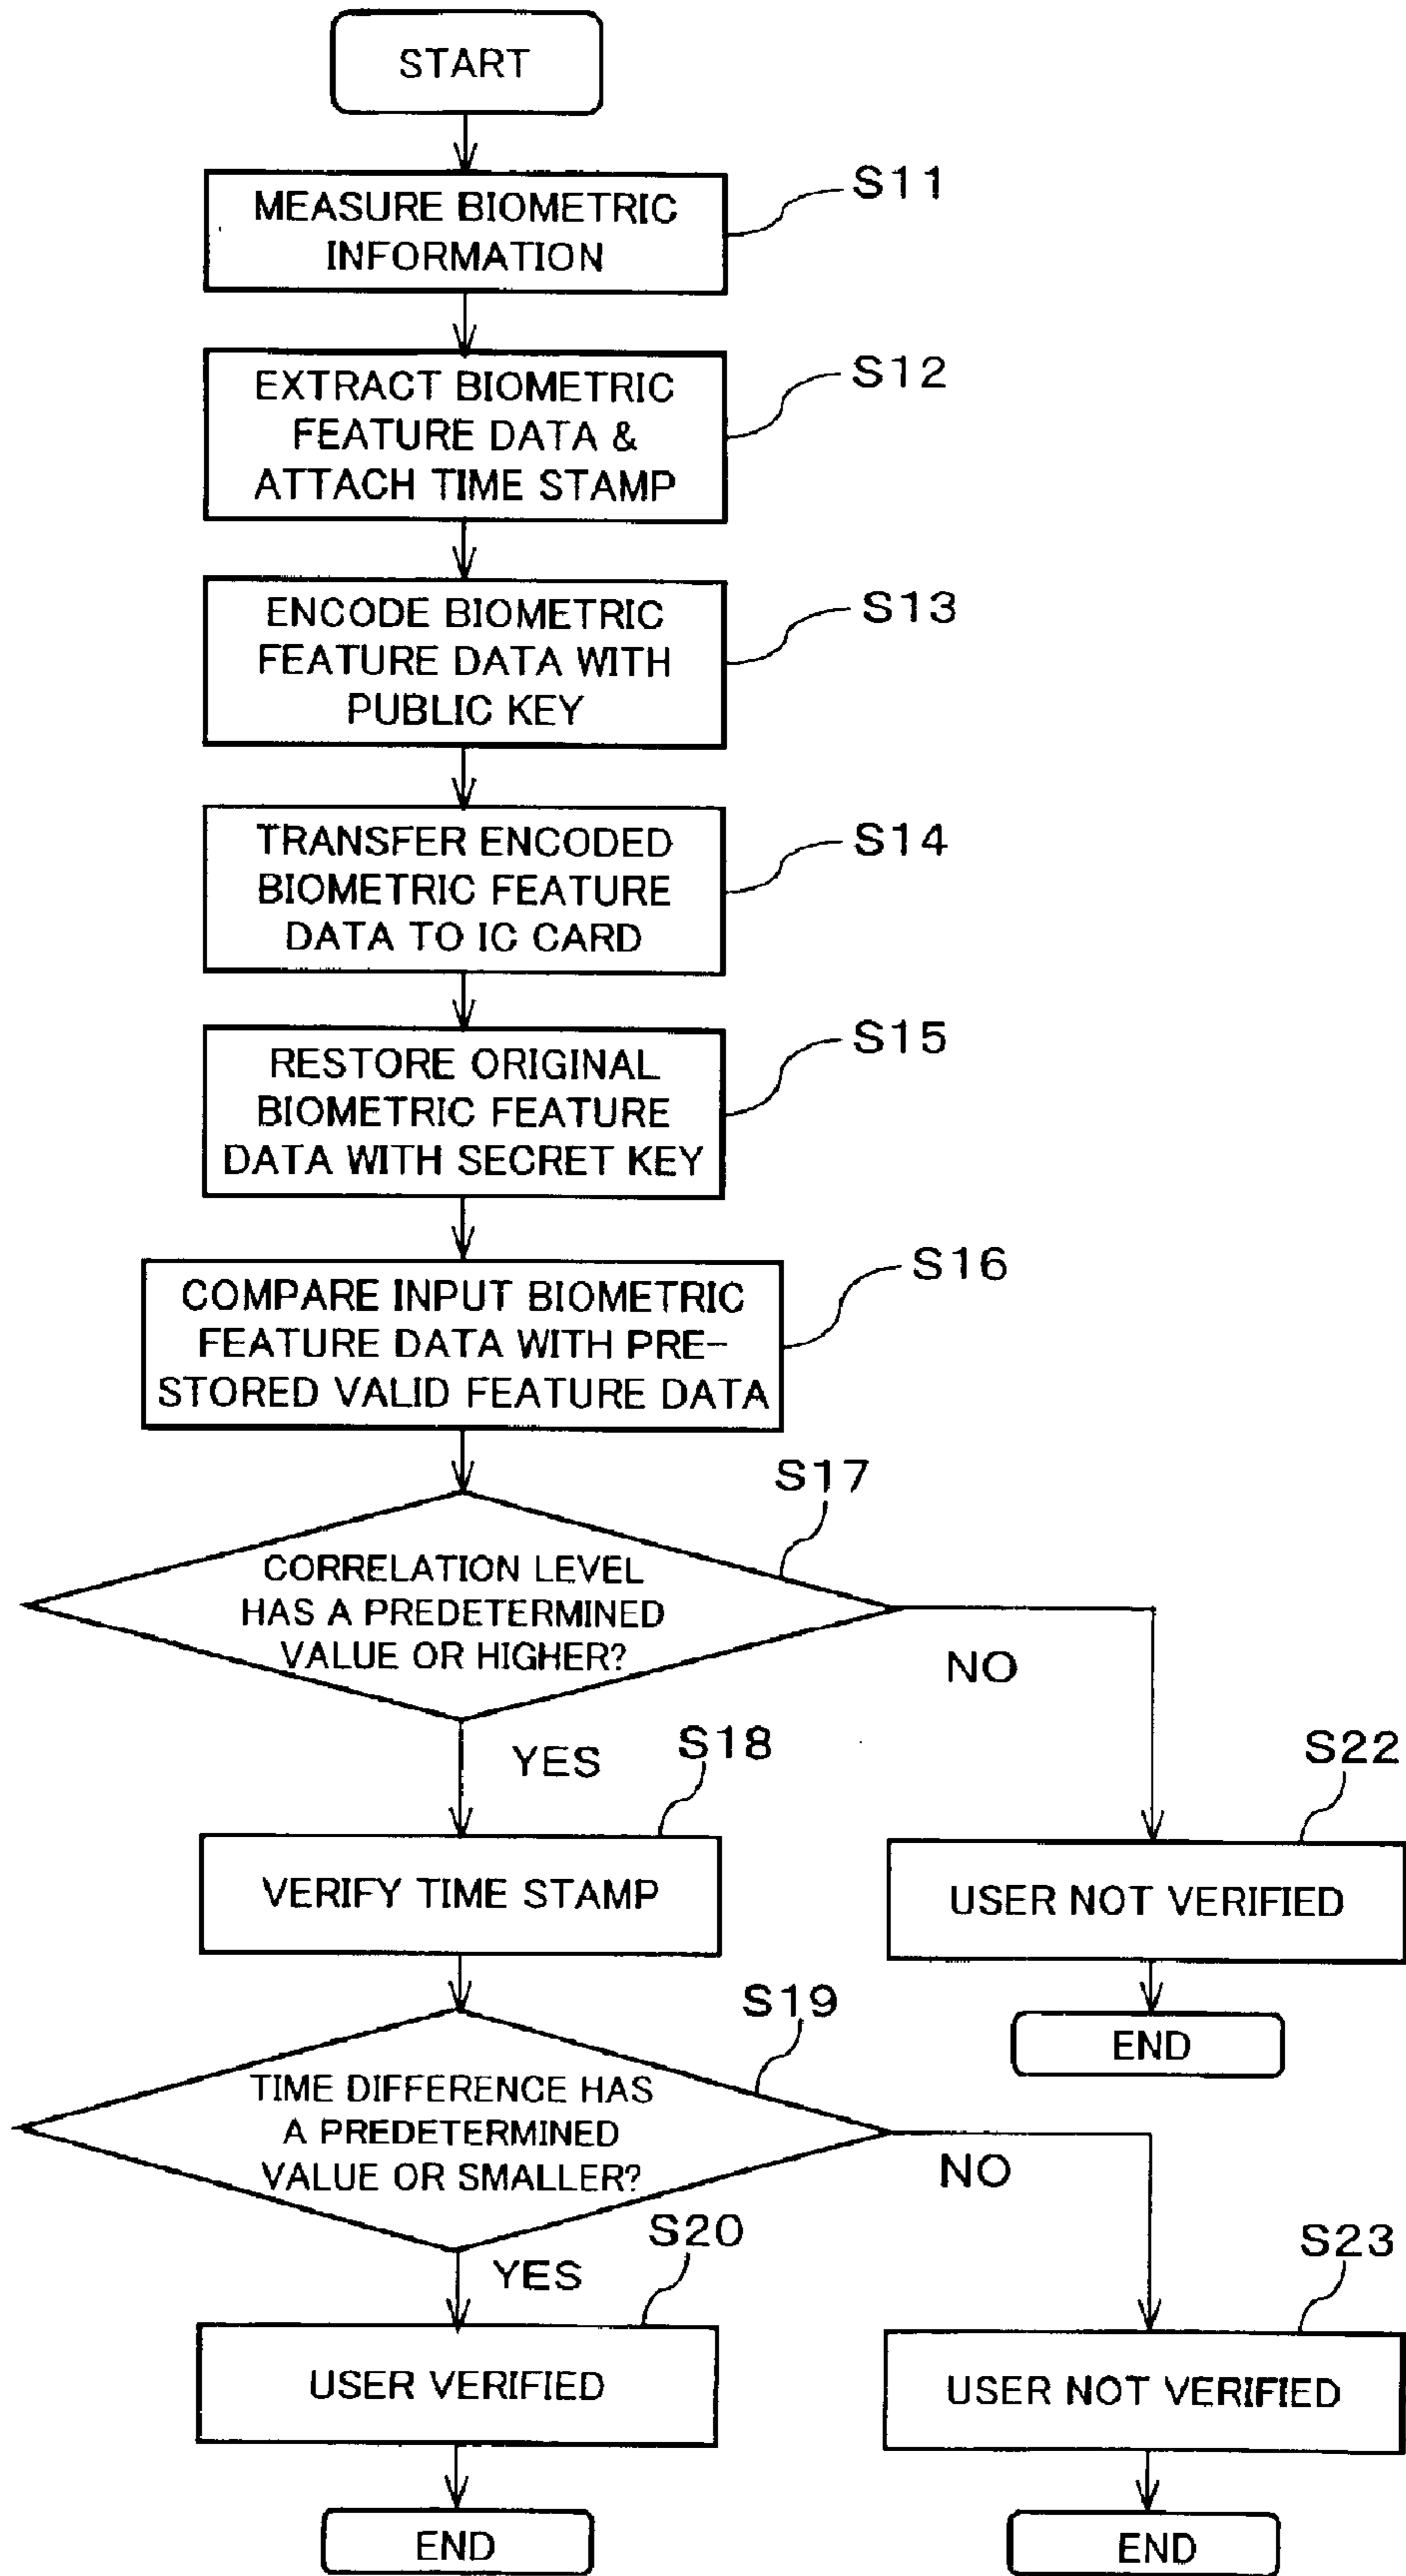 START
S11
MEASURE BIOMETRIC
INFORMATION
S12
EXTRACT BIOMETRIC
FEATURE DATA &
ATTACH TIME STAMP
S13
ENCODE BIOMETRIC
FEATURE DATA WITH
PUBLIC KEY
S14
TRANSFER ENCODED
BIOMETRIC FEATURE
DATA TO IC CARD
S15
RESTORE ORIGINAL
BIOMETRIC FEATURE
DATA WITH SECRET KEY
S16
COMPARE INPUT BIOMETRIC
FEATURE DATA WITH PRE-
STORED VALID FEATURE DATA
S17
CORRELATION LEVEL
HAS A PREDETERMINED
VALUE OR HIGHER?
NO
YES
S18
S22
VERIFY TIME STAMP
USER NOT VERIFIED
S19
END
TIME DIFFERENCE HAS
A PREDETERMINED
VALUE OR SMALLER?
NO
S20
YES
S23
USER VERIFIED
USER NOT VERIFIED
END
END